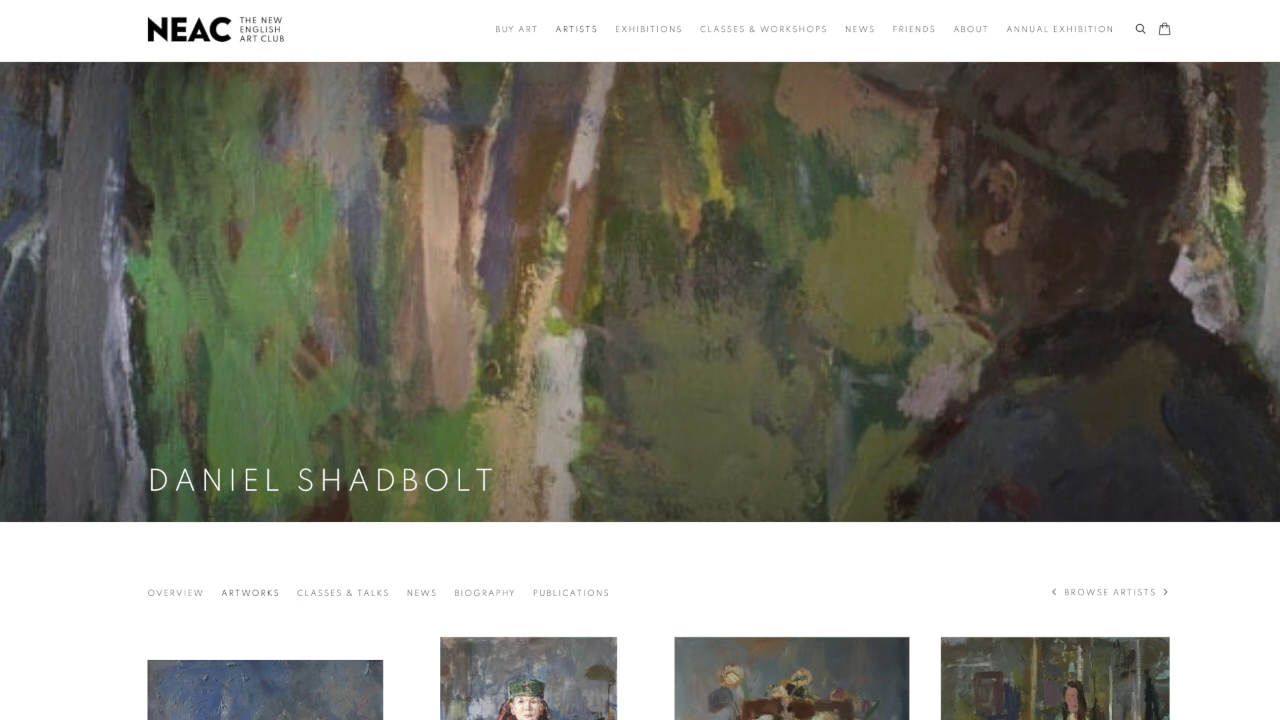 NEAC THE NEW
ENGLISH
ART CLUB
BUY ART ARTISTS EXHIBITIONS CLASSES & WORKSHOPS NEWS FRIENDS ABOUT ANNUAL EXHIBITION
DANIEL SHADBOLT
OVERVIEW ARTWORKS CLASSES & TALKS NEWS BIOGRAPHY PUBLICATIONS
BROWSE ARTISTS